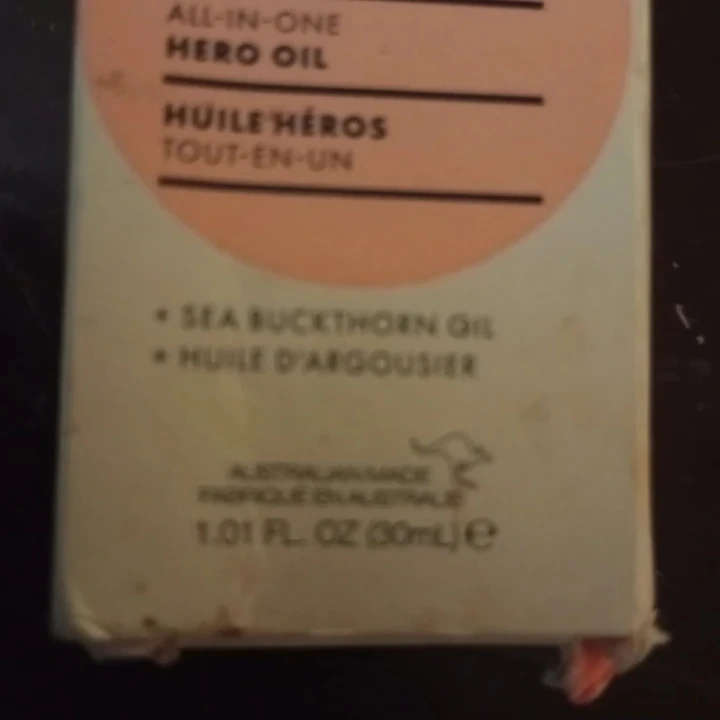 ALL-IN-ONE
HERO OIL
HUILE HÉROS
TOUT-EN-UN
• SEA BUCKTHORN OIL
• HUILE D'ARGOUSIER
AUSTRALIAN MADE
FABRIQUÉ EN AUSTRALIE
1.01 FL. OZ (30mL) ℮